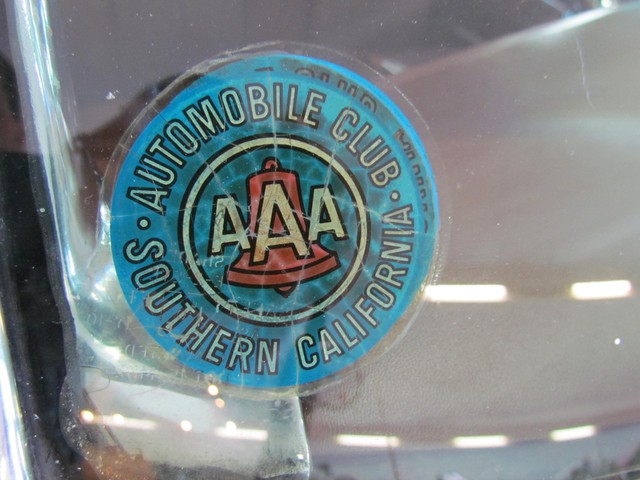 · AUTOMOBILE CLUB ·
SOUTHERN CALIFORNIA
AAA